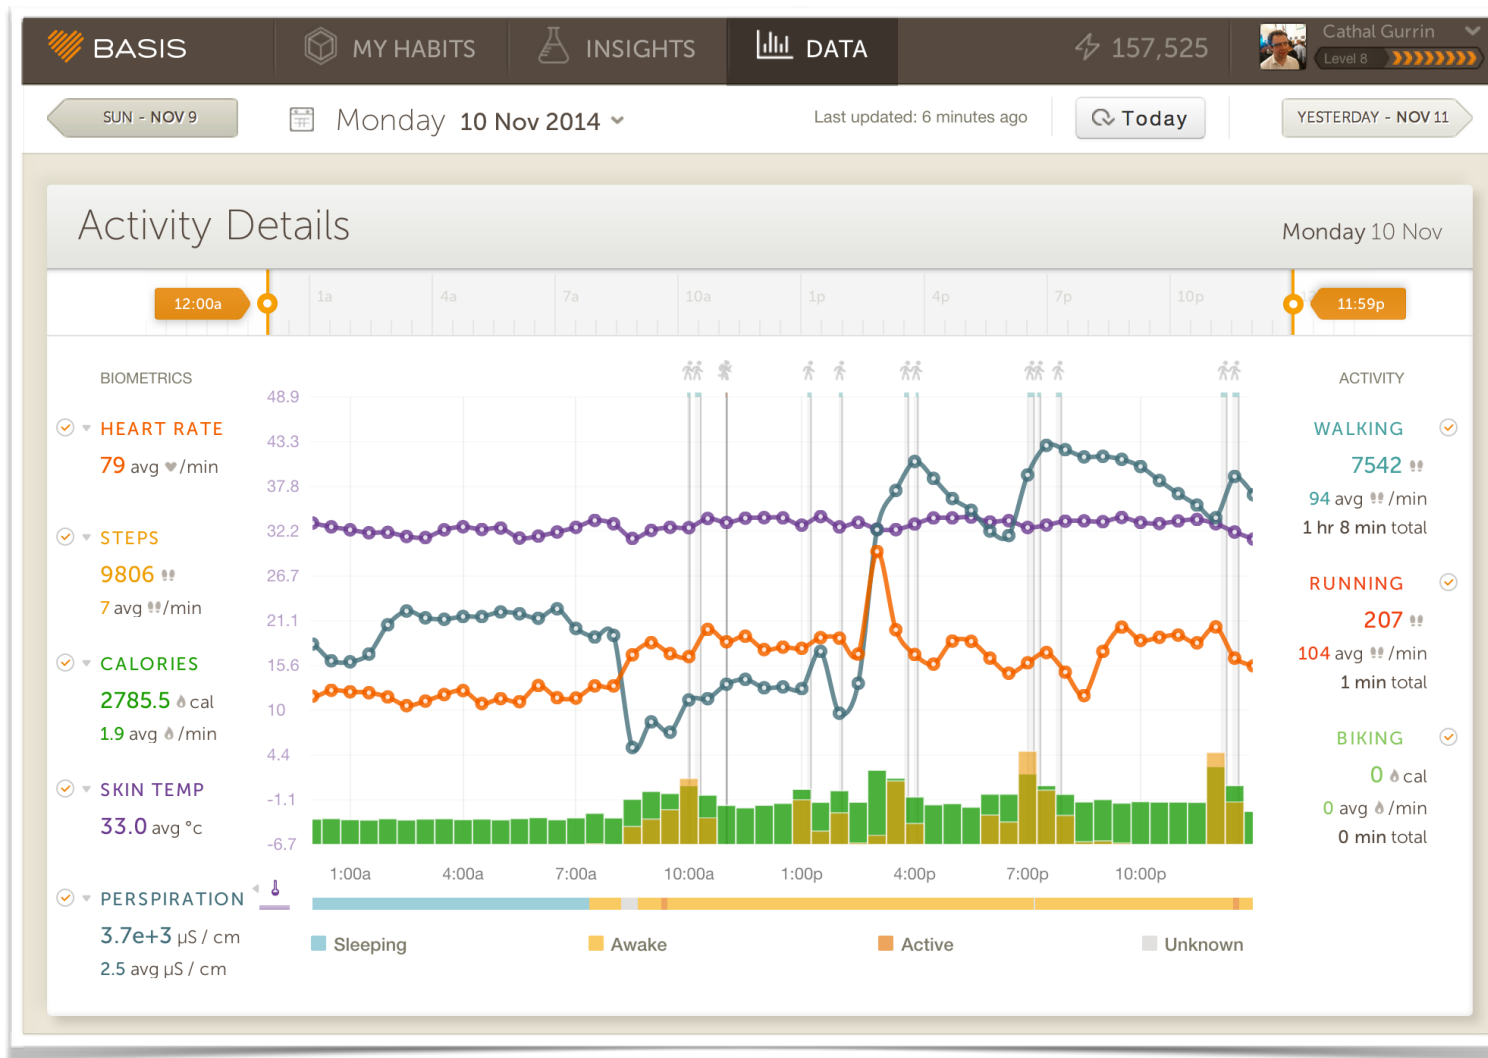 BASIS
MY HABITS
INSIGHTS
DATA
157,525
Cathal Gurrin
Level 8
SUN - NOV 9
Monday 10 Nov 2014
Last updated: 6 minutes ago
Today
YESTERDAY - NOV 11
Activity Details
Monday 10 Nov
12:00a
1a
4a
7a
10a
1p
4p
7p
10p
11:59p
BIOMETRICS
HEART RATE
79 avg /min
STEPS
9806
7 avg /min
CALORIES
2785.5 cal
1.9 avg /min
SKIN TEMP
33.0 avg °c
PERSPIRATION
3.7e+3 µS / cm
2.5 avg µS / cm
48.9
43.3
37.8
32.2
26.7
21.1
15.6
10
4.4
-1.1
-6.7
1:00a
4:00a
7:00a
10:00a
1:00p
4:00p
7:00p
10:00p
Sleeping
Awake
Active
Unknown
ACTIVITY
WALKING
7542
94 avg /min
1 hr 8 min total
RUNNING
207
104 avg /min
1 min total
BIKING
0 cal
0 avg /min
0 min total